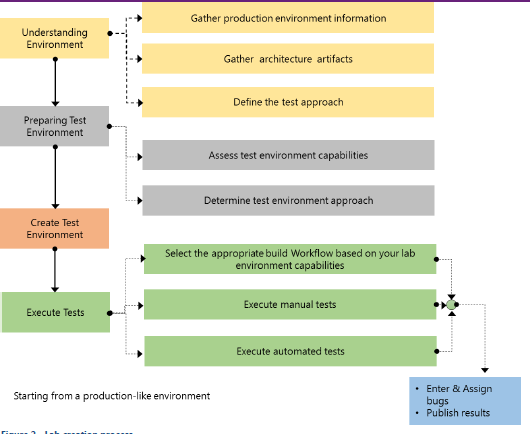 Understanding
Environment
Gather production environment information
Gather architecture artifacts
Define the test approach
Preparing Test
Environment
Assess test environment capabilities
Determine test environment approach
Create Test
Environment
Execute Tests
Select the appropriate build Workflow based on your lab
environment capabilities
Execute manual tests
Execute automated tests
• Enter & Assign
bugs
• Publish results
Starting from a production-like environment